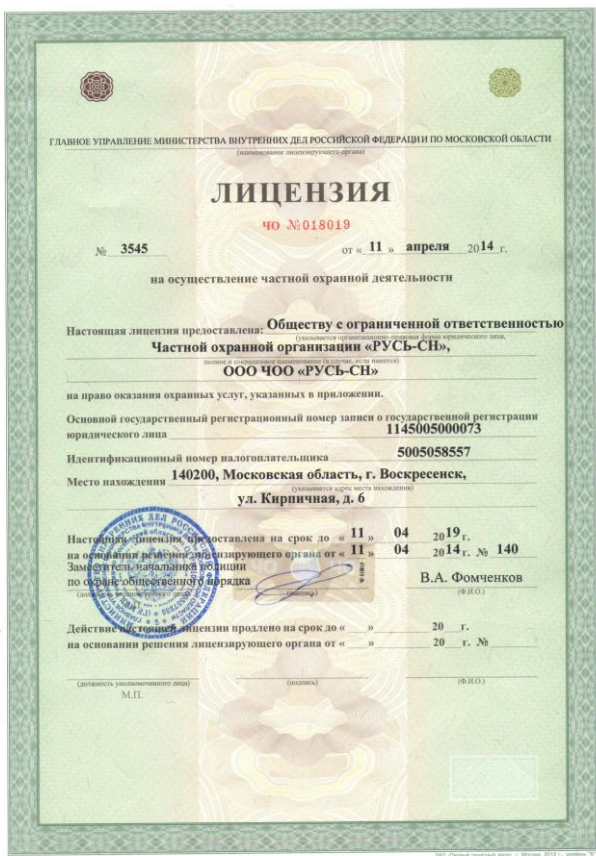 ГЛАВНОЕ УПРАВЛЕНИЕ МИНИСТЕРСТВА ВНУТРЕННИХ ДЕЛ РОССИЙСКОЙ ФЕДЕРАЦИИ ПО МОСКОВСКОЙ ОБЛАСТИ
(наименование лицензирующего органа)
ЛИЦЕНЗИЯ
ЧО №018019
№ 3545 от « 11 » апреля 2014 г.
на осуществление частной охранной деятельности
Настоящая лицензия предоставлена: Обществу с ограниченной ответственностью
(указывается организационно-правовая форма юридического лица,
Частной охранной организации «РУСЬ-СН»,
полное и сокращенное наименование (в случае, если имеется)
ООО ЧОО «РУСЬ-СН»
на право оказания охранных услуг, указанных в приложении.
Основной государственный регистрационный номер записи о государственной регистрации
юридического лица 1145005000073
Идентификационный номер налогоплательщика 5005058557
Место нахождения 140200, Московская область, г. Воскресенск,
(указывается адрес места нахождения)
ул. Кирпичная, д. 6
Настоящая лицензия предоставлена на срок до « 11 » 04 2019 г.
на основании решения лицензирующего органа от « 11 » 04 2014 г. № 140
Заместитель начальника полиции
по охране общественного порядка В.А. Фомченков
(подпись) (Ф.И.О.)
Действие настоящей лицензии продлено на срок до « » 20 г.
на основании решения лицензирующего органа от « » 20 г. №
(должность уполномоченного лица) (подпись) (Ф.И.О.)
М.П.